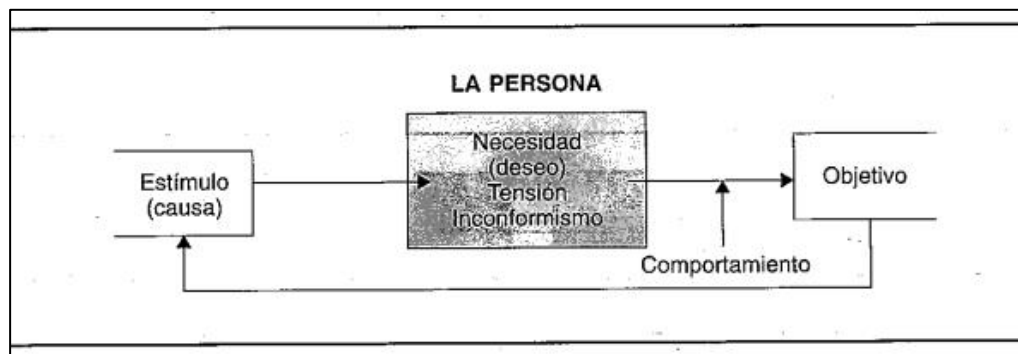 LA PERSONA
Estímulo
(causa)
Necesidad
(deseo)
Tensión
Inconformismo
Objetivo
Comportamiento